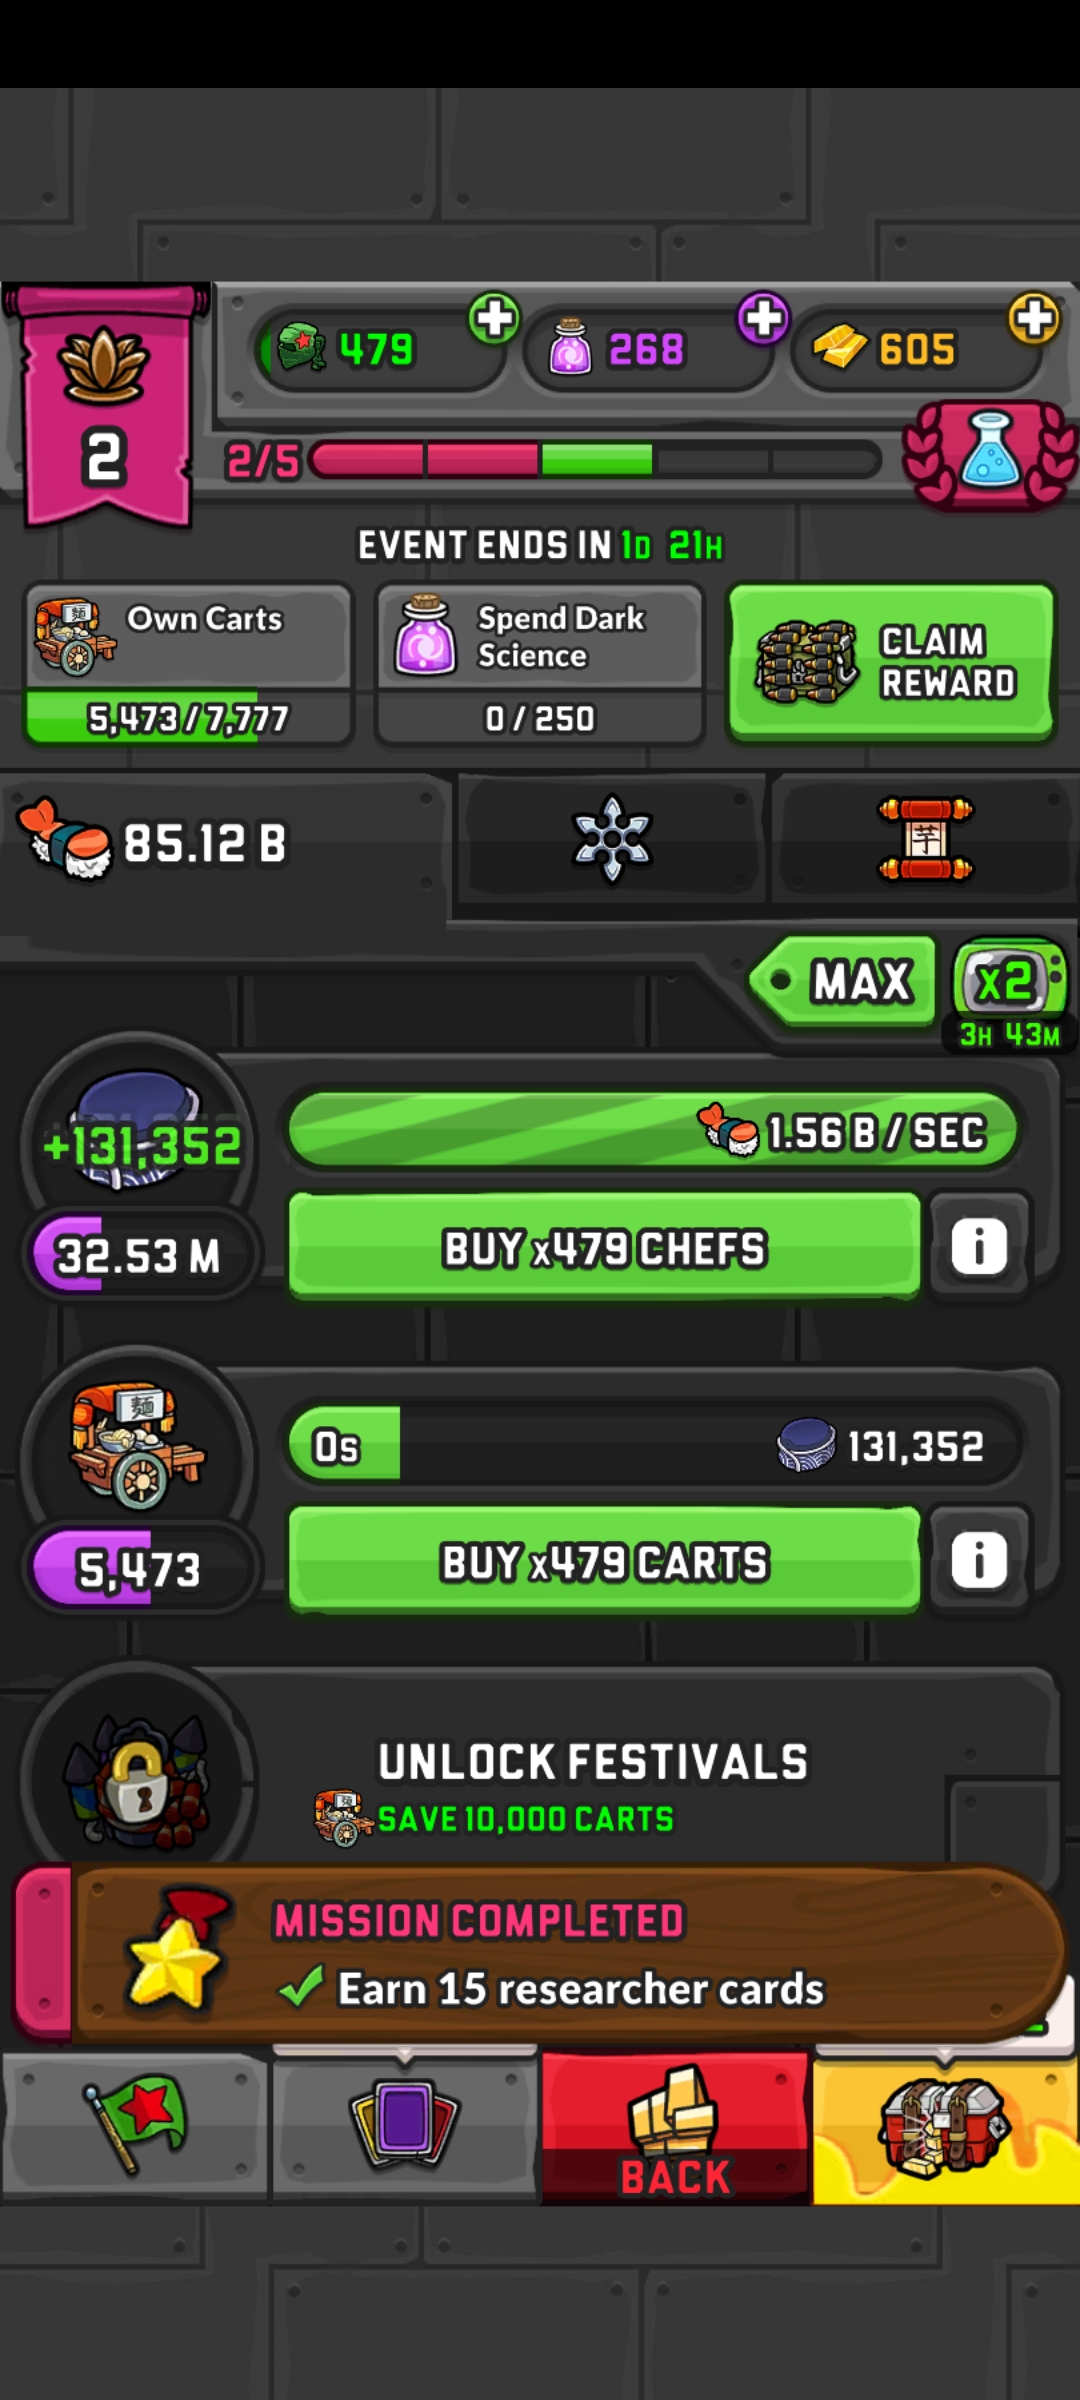 479
268
605
2
2/5
EVENT ENDS IN 1D 21H
Own Carts
5,473 / 7,777
Spend Dark
Science
0 / 250
CLAIM
REWARD
85.12 B
芋
MAX
x2
3H 43M
+131,352
1.56 B / SEC
32.53 M
BUY x479 CHEFS
i
麺
0s
131,352
5,473
BUY x479 CARTS
i
UNLOCK FESTIVALS
SAVE 10,000 CARTS
MISSION COMPLETED
Earn 15 researcher cards
BACK